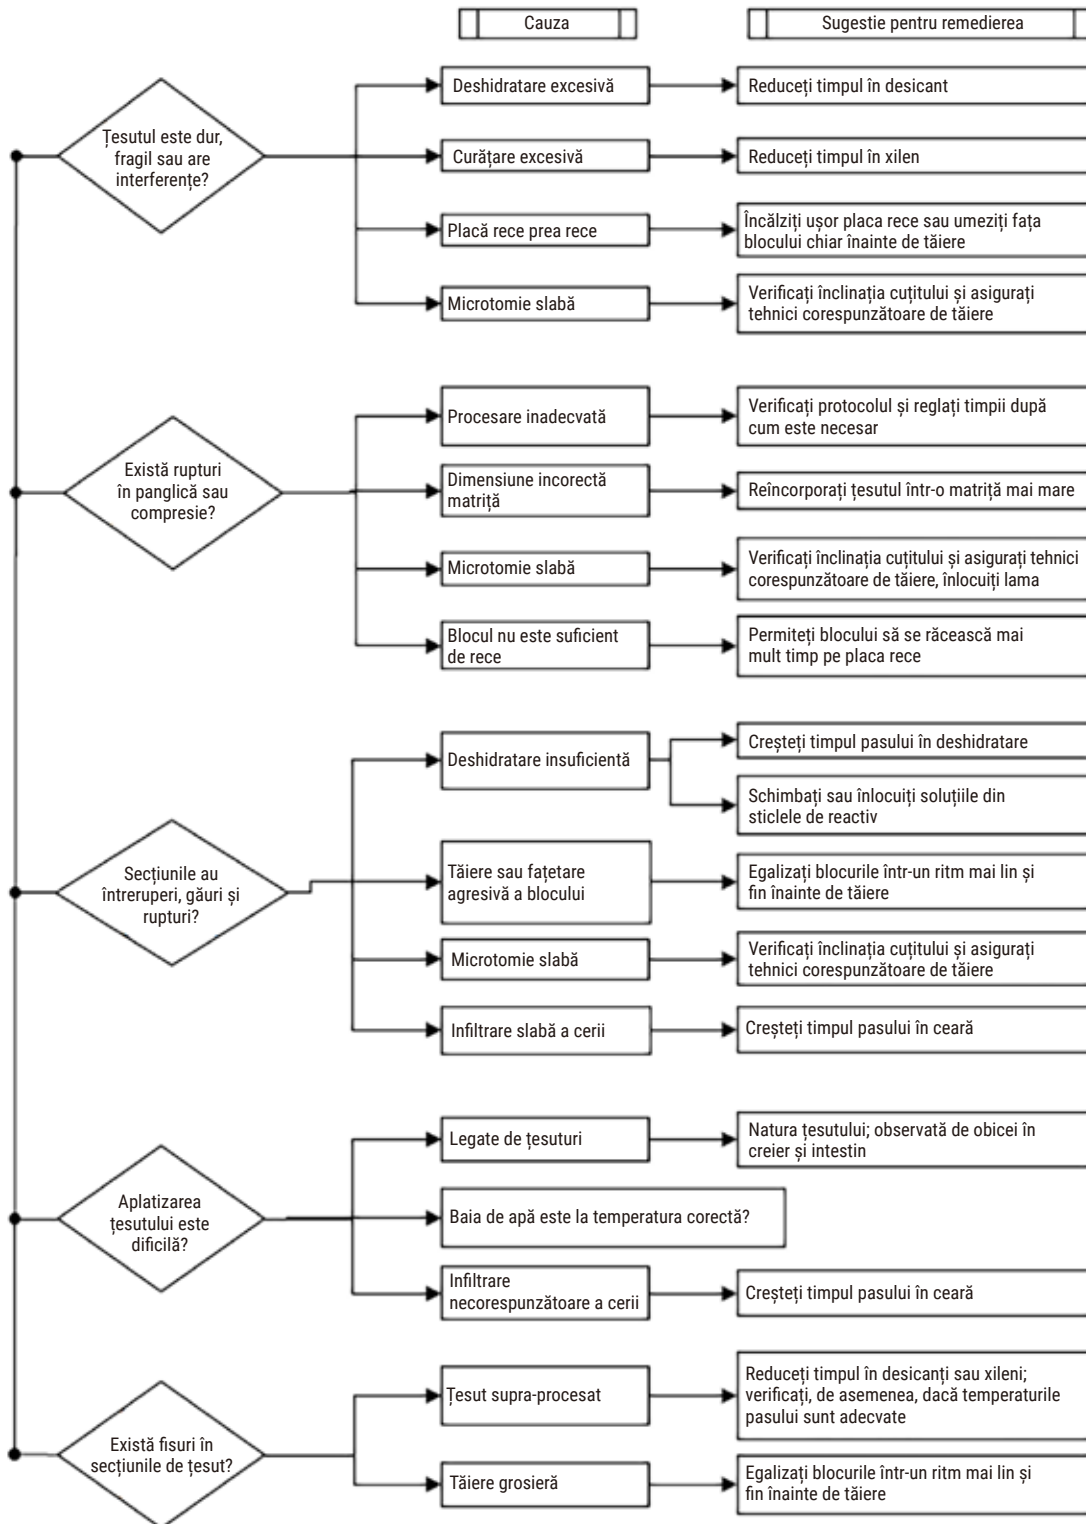 Cauza
Sugestie pentru remedierea
Țesutul este dur,
fragil sau are
interferențe?
Deshidratare excesivă
Reduceți timpul în desicant
Curățare excesivă
Reduceți timpul în xilen
Placă rece prea rece
Încălziți ușor placa rece sau umeziți fața
blocului chiar înainte de tăiere
Microtomie slabă
Verificați înclinația cuțitului și asigurați
tehnici corespunzătoare de tăiere
Există rupturi
în panglică sau
compresie?
Procesare inadecvată
Verificați protocolul și reglați timpii după
cum este necesar
Dimensiune incorectă
matriță
Reîncorporați țesutul într-o matriță mai mare
Microtomie slabă
Verificați înclinația cuțitului și asigurați tehnici
corespunzătoare de tăiere, înlocuiți lama
Blocul nu este suficient
de rece
Permiteți blocului să se răcească mai
mult timp pe placa rece
Secțiunile au
întreruperi, găuri și
rupturi?
Deshidratare insuficientă
Creșteți timpul pasului în deshidratare
Schimbați sau înlocuiți soluțiile din
sticlele de reactiv
Tăiere sau fațetare
agresivă a blocului
Egalizați blocurile într-un ritm mai lin și
fin înainte de tăiere
Microtomie slabă
Verificați înclinația cuțitului și asigurați
tehnici corespunzătoare de tăiere
Infiltrare slabă a cerii
Creșteți timpul pasului în ceară
Aplatizarea
țesutului este
dificilă?
Legate de țesuturi
Natura țesutului; observată de obicei în
creier și intestin
Baia de apă este la temperatura corectă?
Infiltrare
necorespunzătoare a cerii
Creșteți timpul pasului în ceară
Există fisuri în
secțiunile de țesut?
Țesut supra-procesat
Reduceți timpul în desicanți sau xileni;
verificați, de asemenea, dacă temperaturile
pasului sunt adecvate
Tăiere grosieră
Egalizați blocurile într-un ritm mai lin și
fin înainte de tăiere